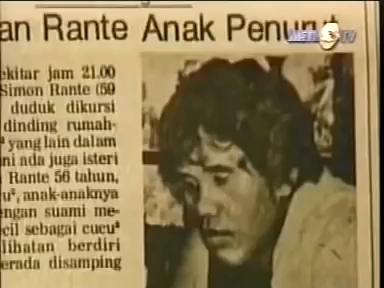 an Rante Anak Penurut
METRO TV
ekitar jam 21.00
Simon Rante (59
duduk dikursi
dinding rumah-
² yang lain dalam
ni ada juga isteri
Rante 56 tahun,
u², anak-anaknya
engan suami me-
cil sebagai cucu²
lihatan berdiri
erada disamping